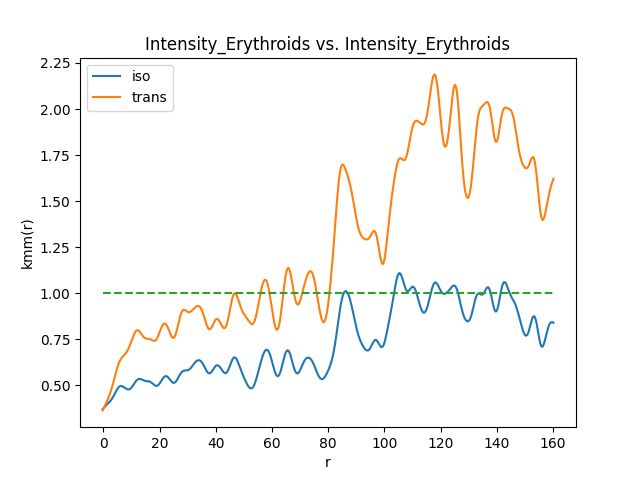 Intensity_Erythroids vs. Intensity_Erythroids
iso
trans
kmm(r)
2.25
2.00
1.75
1.50
1.25
1.00
0.75
0.50
0 20 40 60 80 100 120 140 160
r